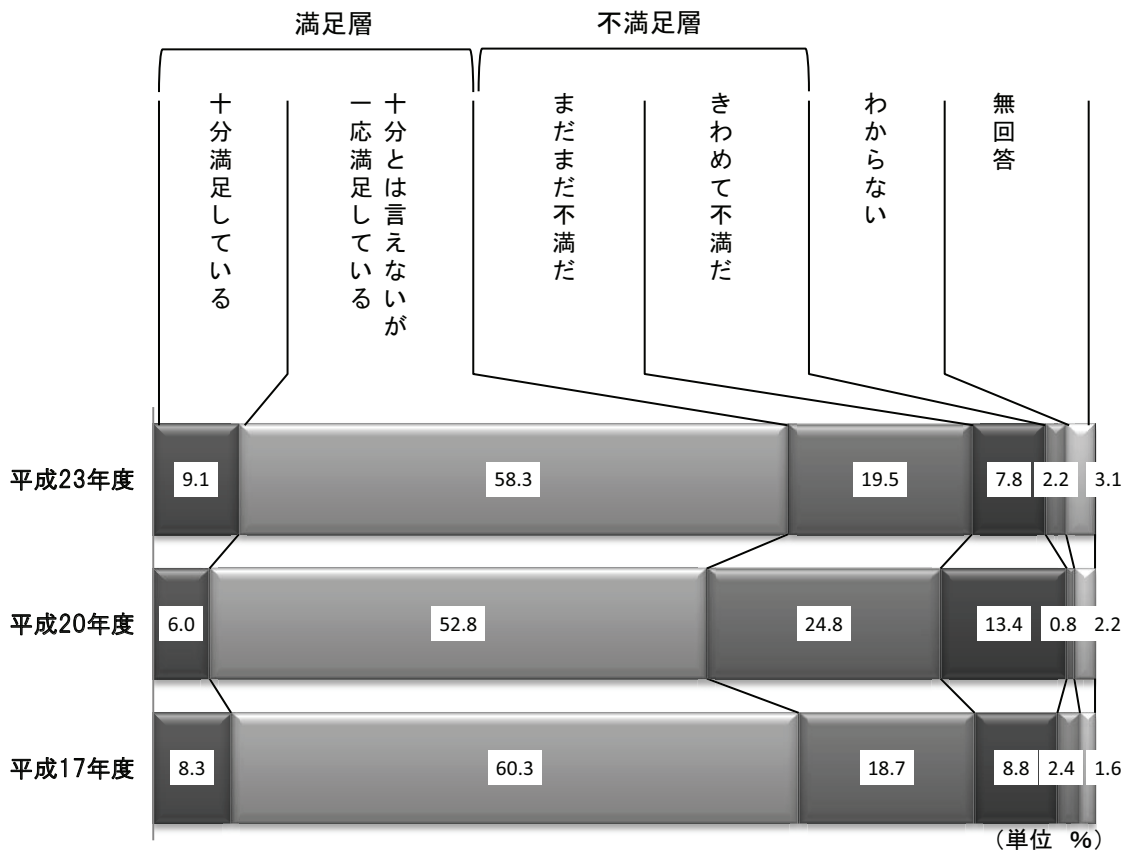 満足層
不満足層
十分満足している
十分とは言えないが
一応満足している
まだまだ不満だ
きわめて不満だ
わからない
無回答
平成23年度
9.1
58.3
19.5
7.8
2.2
3.1
平成20年度
6.0
52.8
24.8
13.4
0.8
2.2
平成17年度
8.3
60.3
18.7
8.8
2.4
1.6
（単位 %）